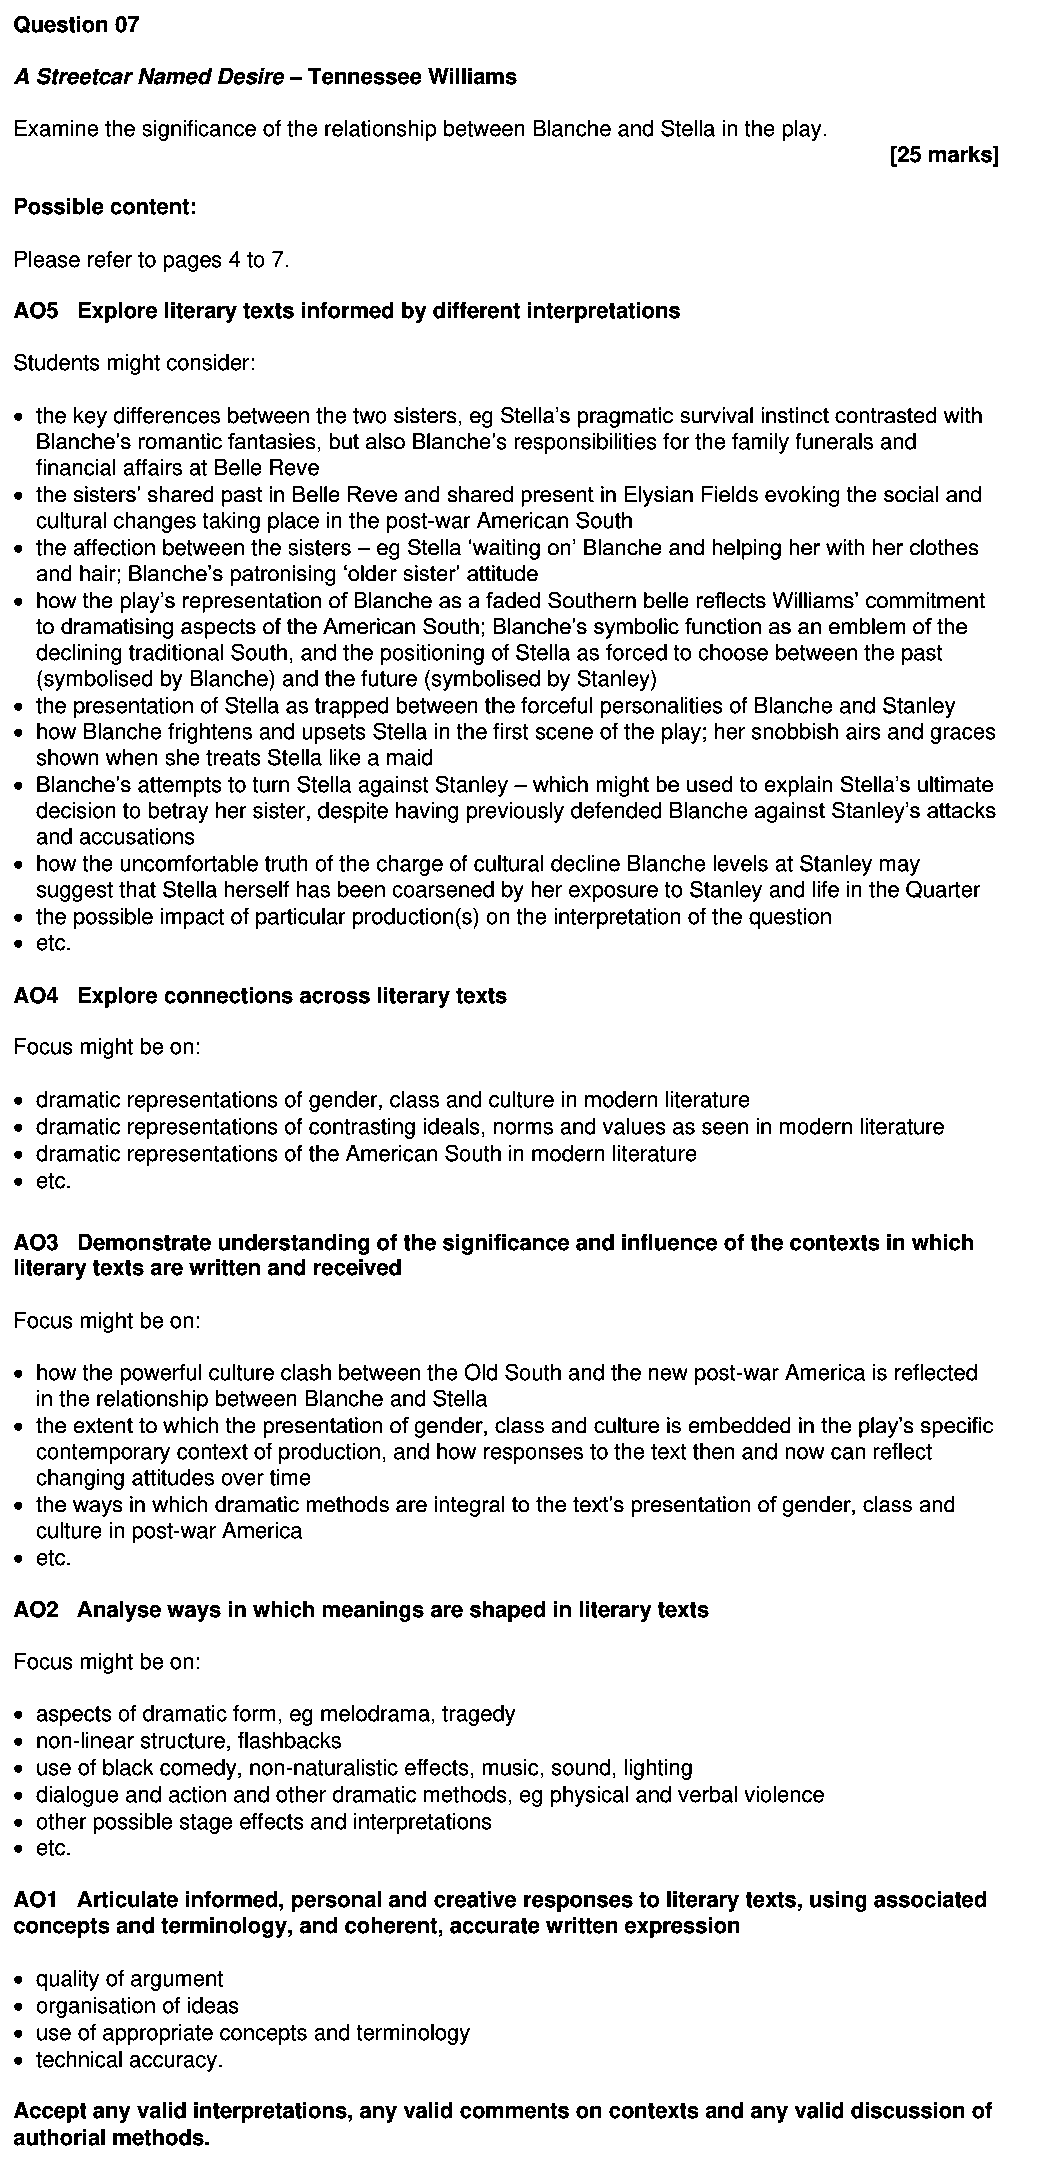 Question 07
A Streetcar Named Desire – Tennessee Williams
Examine the significance of the relationship between Blanche and Stella in the play.
[25 marks]
Possible content:
Please refer to pages 4 to 7.
AO5 Explore literary texts informed by different interpretations
Students might consider:
• the key differences between the two sisters, eg Stella's pragmatic survival instinct contrasted with
Blanche's romantic fantasies, but also Blanche's responsibilities for the family funerals and
financial affairs at Belle Reve
• the sisters' shared past in Belle Reve and shared present in Elysian Fields evoking the social and
cultural changes taking place in the post-war American South
• the affection between the sisters – eg Stella 'waiting on' Blanche and helping her with her clothes
and hair; Blanche's patronising 'older sister' attitude
• how the play's representation of Blanche as a faded Southern belle reflects Williams' commitment
to dramatising aspects of the American South; Blanche's symbolic function as an emblem of the
declining traditional South, and the positioning of Stella as forced to choose between the past
(symbolised by Blanche) and the future (symbolised by Stanley)
• the presentation of Stella as trapped between the forceful personalities of Blanche and Stanley
• how Blanche frightens and upsets Stella in the first scene of the play; her snobbish airs and graces
shown when she treats Stella like a maid
• Blanche's attempts to turn Stella against Stanley – which might be used to explain Stella's ultimate
decision to betray her sister, despite having previously defended Blanche against Stanley's attacks
and accusations
• how the uncomfortable truth of the charge of cultural decline Blanche levels at Stanley may
suggest that Stella herself has been coarsened by her exposure to Stanley and life in the Quarter
• the possible impact of particular production(s) on the interpretation of the question
• etc.
AO4 Explore connections across literary texts
Focus might be on:
• dramatic representations of gender, class and culture in modern literature
• dramatic representations of contrasting ideals, norms and values as seen in modern literature
• dramatic representations of the American South in modern literature
• etc.
AO3 Demonstrate understanding of the significance and influence of the contexts in which
literary texts are written and received
Focus might be on:
• how the powerful culture clash between the Old South and the new post-war America is reflected
in the relationship between Blanche and Stella
• the extent to which the presentation of gender, class and culture is embedded in the play's specific
contemporary context of production, and how responses to the text then and now can reflect
changing attitudes over time
• the ways in which dramatic methods are integral to the text's presentation of gender, class and
culture in post-war America
• etc.
AO2 Analyse ways in which meanings are shaped in literary texts
Focus might be on:
• aspects of dramatic form, eg melodrama, tragedy
• non-linear structure, flashbacks
• use of black comedy, non-naturalistic effects, music, sound, lighting
• dialogue and action and other dramatic methods, eg physical and verbal violence
• other possible stage effects and interpretations
• etc.
AO1 Articulate informed, personal and creative responses to literary texts, using associated
concepts and terminology, and coherent, accurate written expression
• quality of argument
• organisation of ideas
• use of appropriate concepts and terminology
• technical accuracy.
Accept any valid interpretations, any valid comments on contexts and any valid discussion of
authorial methods.